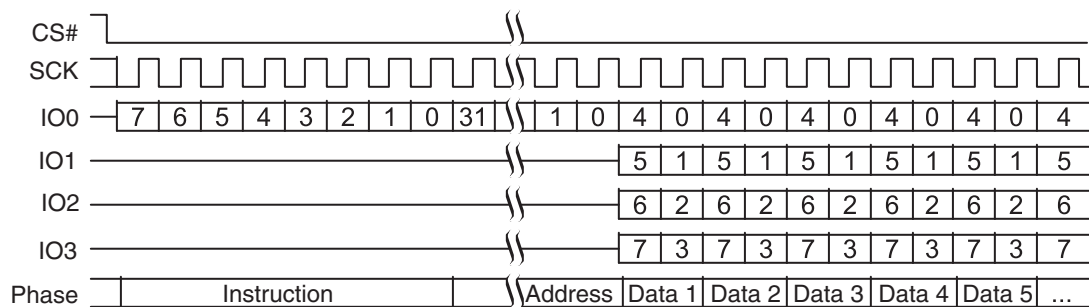 CS#
SCK
IO0 7 6 5 4 3 2 1 0 31 1 0 4 0 4 0 4 0 4 0 4 0 4
IO1 5 1 5 1 5 1 5 1 5 1 5
IO2 6 2 6 2 6 2 6 2 6 2 6
IO3 7 3 7 3 7 3 7 3 7 3 7
Phase Instruction Address Data 1 Data 2 Data 3 Data 4 Data 5 ...